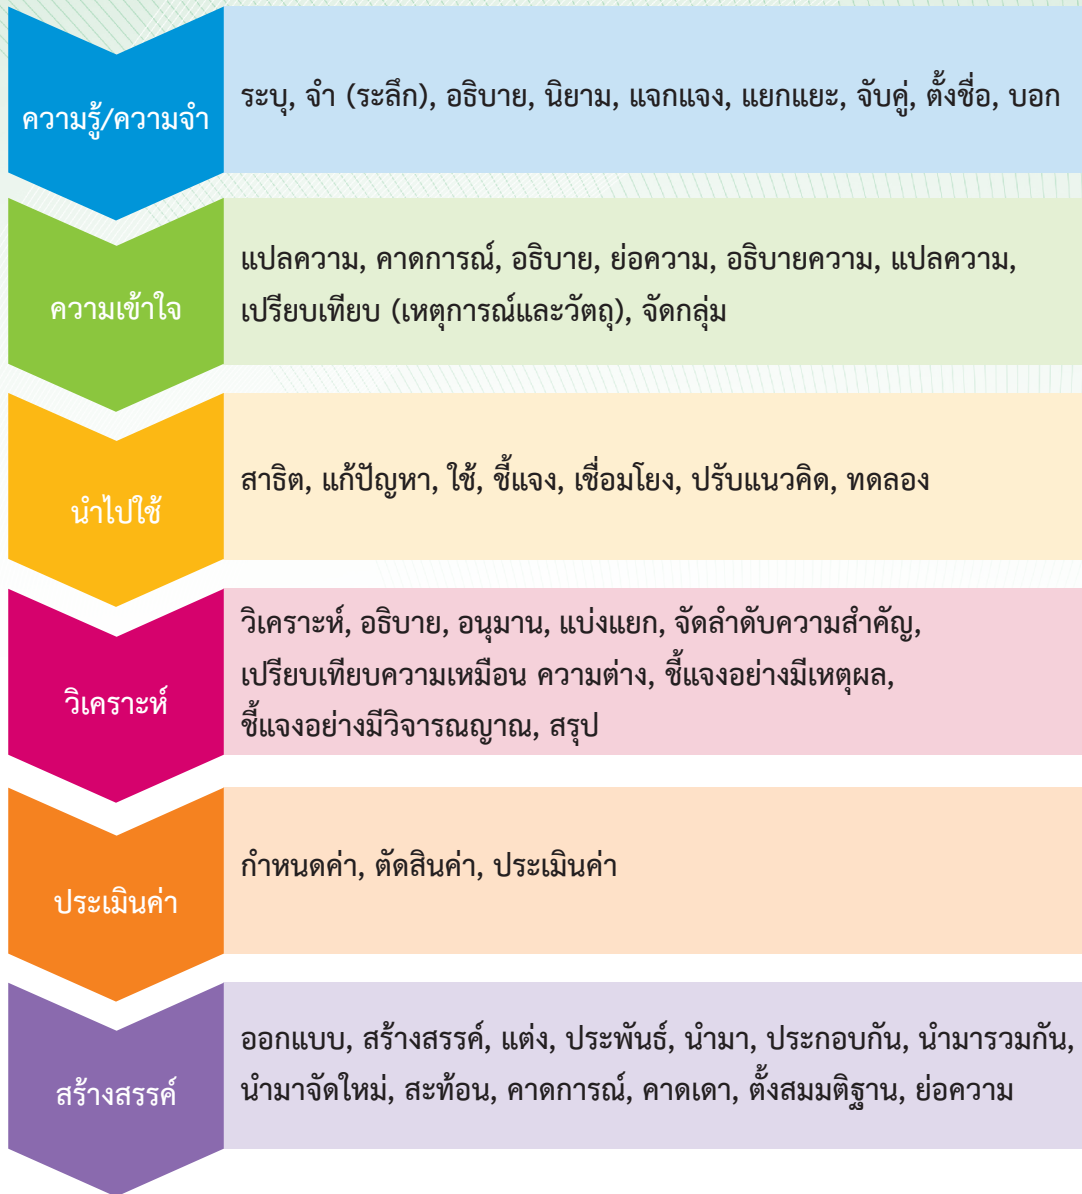 ความรู้/ความจำ
ระบุ, จำ (ระลึก), อธิบาย, นิยาม, แจกแจง, แยกแยะ, จับคู่, ตั้งชื่อ, บอก
ความเข้าใจ
แปลความ, คาดการณ์, อธิบาย, ย่อความ, อธิบายความ, แปลความ,
เปรียบเทียบ (เหตุการณ์และวัตถุ), จัดกลุ่ม
นำไปใช้
สาธิต, แก้ปัญหา, ใช้, ชี้แจง, เชื่อมโยง, ปรับแนวคิด, ทดลอง
วิเคราะห์
วิเคราะห์, อธิบาย, อนุมาน, แบ่งแยก, จัดลำดับความสำคัญ,
เปรียบเทียบความเหมือน ความต่าง, ชี้แจงอย่างมีเหตุผล,
ชี้แจงอย่างมีวิจารณญาณ, สรุป
ประเมินค่า
กำหนดค่า, ตัดสินค่า, ประเมินค่า
สร้างสรรค์
ออกแบบ, สร้างสรรค์, แต่ง, ประพันธ์, นำมา, ประกอบกัน, นำมารวมกัน,
นำมาจัดใหม่, สะท้อน, คาดการณ์, คาดเดา, ตั้งสมมติฐาน, ย่อความ